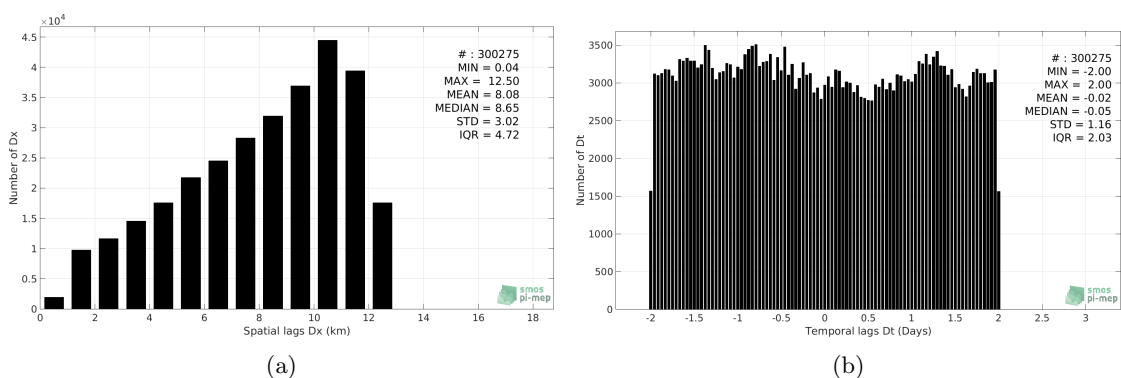 ×10⁴
4.5
4
3.5
3
2.5
2
1.5
1
0.5
0
Number of Dx
# : 300275
MIN = 0.04
MAX = 12.50
MEAN = 8.08
MEDIAN = 8.65
STD = 3.02
IQR = 4.72
smos
pi-mep
0 2 4 6 8 10 12 14 16 18
Spatial lags Dx (km)
(a)
3500
3000
2500
2000
1500
1000
500
0
Number of Dt
# : 300275
MIN = -2.00
MAX = 2.00
MEAN = -0.02
MEDIAN = -0.05
STD = 1.16
IQR = 2.03
smos
pi-mep
-2 -1.5 -1 -0.5 0 0.5 1 1.5 2 2.5 3
Temporal lags Dt (Days)
(b)